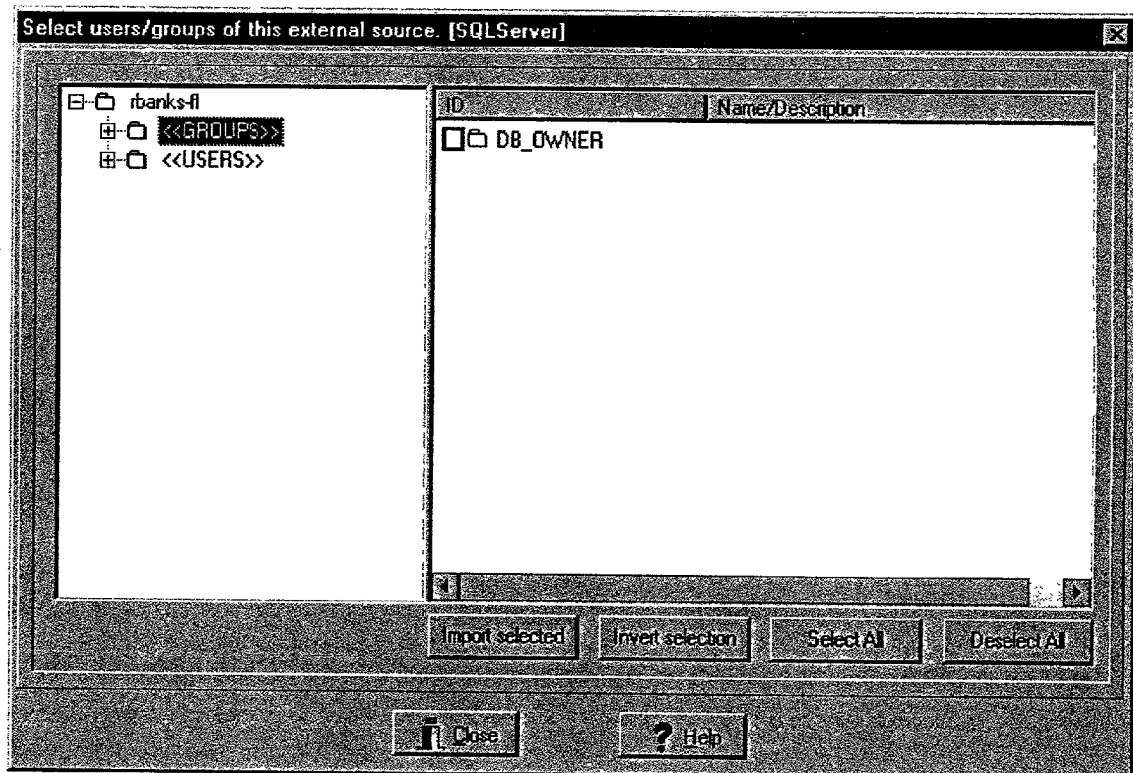 Select users/groups of this external source. [SQLServer]
rbanks-fl
<<GROUPS>>
<<USERS>>
ID Name/Description
DB_OWNER
Import selected Invert selection Select All Deselect All
Close ? Help